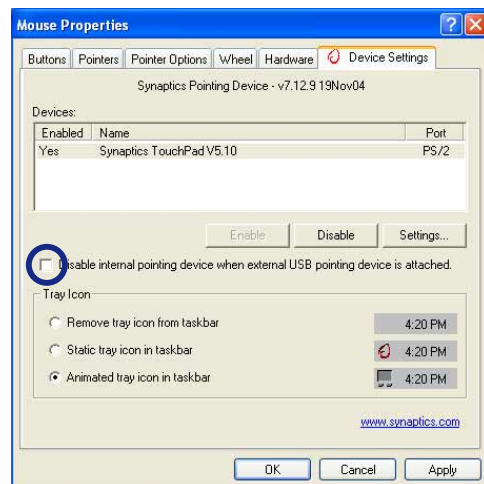 Mouse Properties
Buttons Pointers Pointer Options Wheel Hardware Device Settings
Synaptics Pointing Device - v7.12.9 19Nov04
Devices:
Enabled Name Port
Yes Synaptics TouchPad V5.10 PS/2
Enable Disable Settings...
Disable internal pointing device when external USB pointing device is attached.
Tray Icon
Remove tray icon from taskbar 4:20 PM
Static tray icon in taskbar 4:20 PM
Animated tray icon in taskbar 4:20 PM
www.synaptics.com
OK Cancel Apply